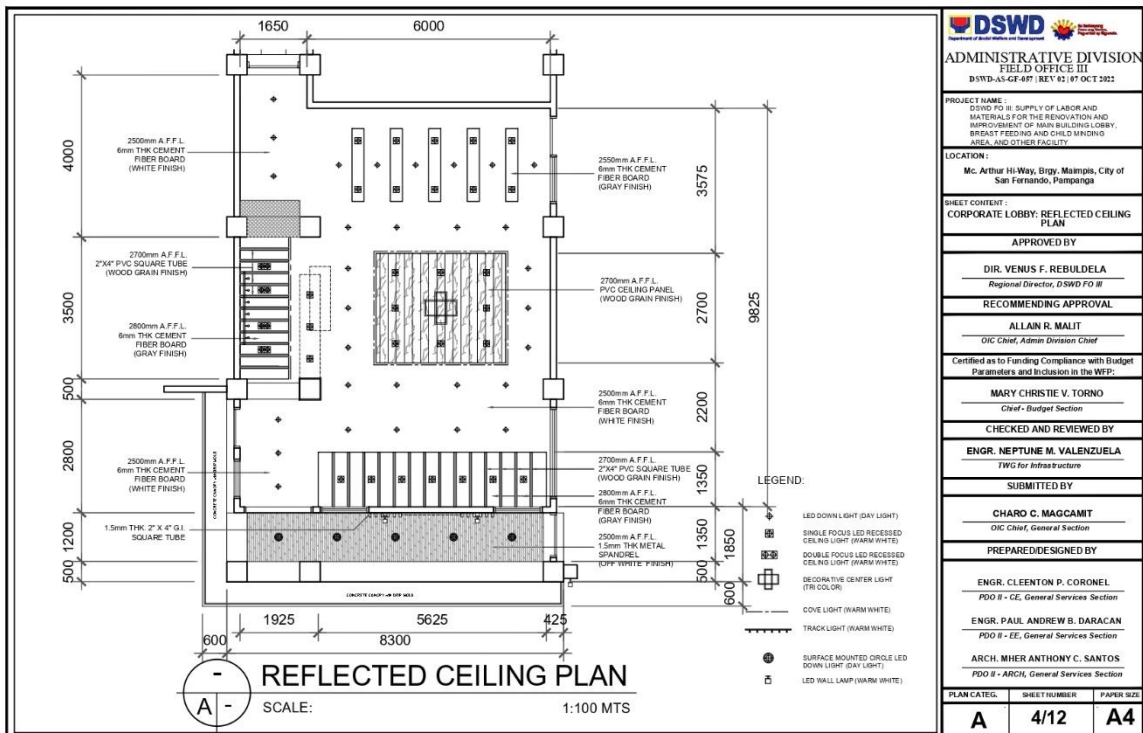 1650
6000
4000
3500
500
2800
1200
500
2500mm A.F.F.L.
6mm THK CEMENT
FIBER BOARD
(WHITE FINISH)
2700mm A.F.F.L.
2"X4" PVC SQUARE TUBE
(WOOD GRAIN FINISH)
2800mm A.F.F.L.
6mm THK CEMENT
FIBER BOARD
(GRAY FINISH)
2500mm A.F.F.L.
6mm THK CEMENT
FIBER BOARD
(WHITE FINISH)
1.5mm THK. 2" X 4" G.I.
SQUARE TUBE
2550mm A.F.F.L.
6mm THK CEMENT
FIBER BOARD
(GRAY FINISH)
2700mm A.F.F.L.
PVC CEILING PANEL
(WOOD GRAIN FINISH)
2500mm A.F.F.L.
6mm THK CEMENT
FIBER BOARD
(WHITE FINISH)
2700mm A.F.F.L.
2"X4" PVC SQUARE TUBE
(WOOD GRAIN FINISH)
2800mm A.F.F.L.
6mm THK CEMENT
FIBER BOARD
(GRAY FINISH)
2500mm A.F.F.L.
1.5mm THK METAL
SPANDREL
(OFF WHITE FINISH)
3575
2700
2200
1350
1350
500
9825
1850
600
CONCRETE CANOPY
CONCRETE CANOPY
1925
5625
425
600
8300
LEGEND:
LED DOWN LIGHT (DAY LIGHT)
SINGLE FOCUS LED RECESSED
CEILING LIGHT (WARM WHITE)
DOUBLE FOCUS LED RECESSED
CEILING LIGHT (WARM WHITE)
DECORATIVE CENTER LIGHT
(TRI COLOR)
COVE LIGHT (WARM WHITE)
TRACK LIGHT (WARM WHITE)
SURFACE MOUNTED CIRCLE LED
DOWN LIGHT (DAY LIGHT)
LED WALL LAMP (WARM WHITE)
-
A -
REFLECTED CEILING PLAN
SCALE: 1:100 MTS
DSWD
Department of Social Welfare and Development
ADMINISTRATIVE DIVISION
FIELD OFFICE III
DSWD-AS-GF-057 | REV 02 | 07 OCT 2022
PROJECT NAME :
DSWD FO III: SUPPLY OF LABOR AND
MATERIALS FOR THE RENOVATION AND
IMPROVEMENT OF MAIN BUILDING LOBBY,
BREAST FEEDING AND CHILD MINDING
AREA, AND OTHER FACILITY
LOCATION :
Mc. Arthur Hi-Way, Brgy. Maimpis, City of
San Fernando, Pampanga
SHEET CONTENT :
CORPORATE LOBBY: REFLECTED CEILING
PLAN
APPROVED BY
DIR. VENUS F. REBULDELA
Regional Director, DSWD FO III
RECOMMENDING APPROVAL
ALLAIN R. MALIT
OIC Chief, Admin Division Chief
Certified as to Funding Compliance with Budget
Parameters and Inclusion in the WFP:
MARY CHRISTIE V. TORNO
Chief - Budget Section
CHECKED AND REVIEWED BY
ENGR. NEPTUNE M. VALENZUELA
TWG for Infrastructure
SUBMITTED BY
CHARO C. MAGCAMIT
OIC Chief, General Section
PREPARED/DESIGNED BY
ENGR. CLEENTON P. CORONEL
PDO II - CE, General Services Section
ENGR. PAUL ANDREW B. DARACAN
PDO II - EE, General Services Section
ARCH. MHER ANTHONY C. SANTOS
PDO II - ARCH, General Services Section
PLAN CATEG. SHEET NUMBER PAPER SIZE
A 4/12 A4